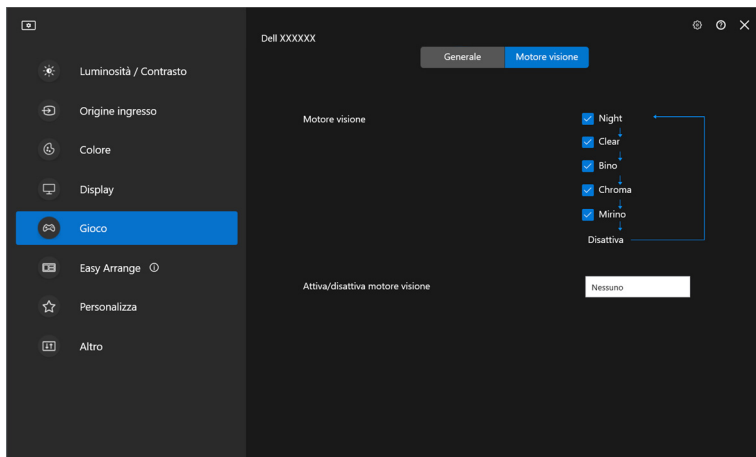 Dell XXXXXX
Generale
Motore visione
Luminosità / Contrasto
Origine ingresso
Colore
Display
Gioco
Easy Arrange
Personalizza
Altro
Motore visione
Night
Clear
Bino
Chroma
Mirino
Disattiva
Attiva/disattiva motore visione
Nessuno